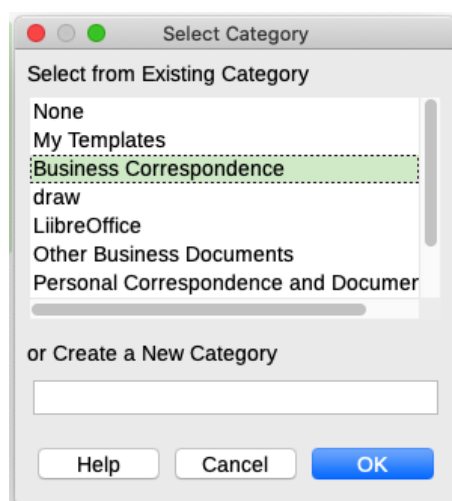 Select Category
Select from Existing Category
None
My Templates
Business Correspondence
draw
LiibreOffice
Other Business Documents
Personal Correspondence and Documer
or Create a New Category
Help Cancel OK